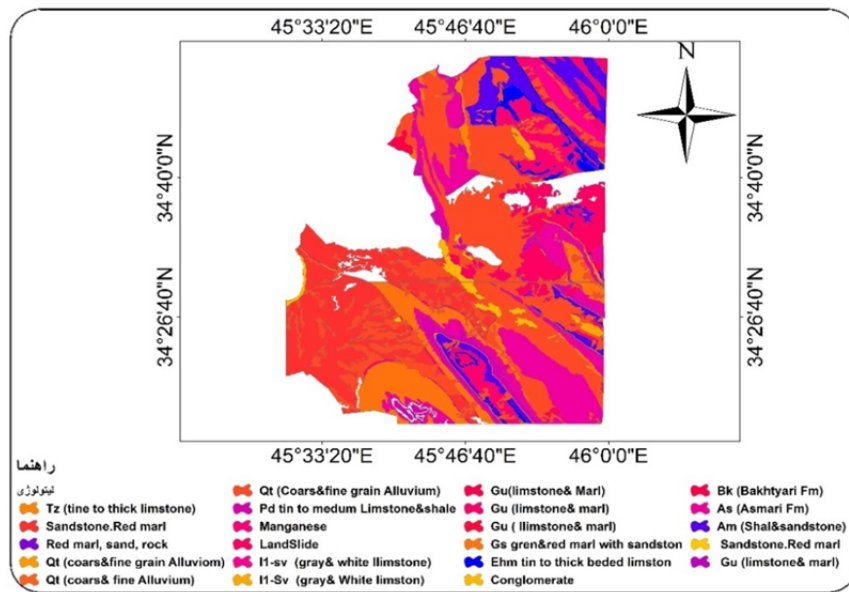 45°33'20"E 45°46'40"E 46°0'0"E
N
34°40'0"N 34°40'0"N
34°26'40"N 34°26'40"N
45°33'20"E 45°46'40"E 46°0'0"E
راهنما
لیتولوژی
Tz (tine to thick limstone)
Sandstone.Red marl
Red marl, sand, rock
Qt (coars&fine grain Alluviom)
Qt (coars& fine Alluvium)
Qt (Coars&fine grain Alluvium)
Pd tin to medum Limstone&shale
Manganese
LandSlide
I1-sv (gray& white llimstone)
I1-Sv (gray& White limston)
Gu(limstone& Marl)
Gu (limstone& marl)
Gu ( llimstone& marl)
Gs gren&red marl with sandston
Ehm tin to thick beded limston
Conglomerate
Bk (Bakhtyari Fm)
As (Asmari Fm)
Am (Shal&sandstone)
Sandstone.Red marl
Gu (limstone& marl)